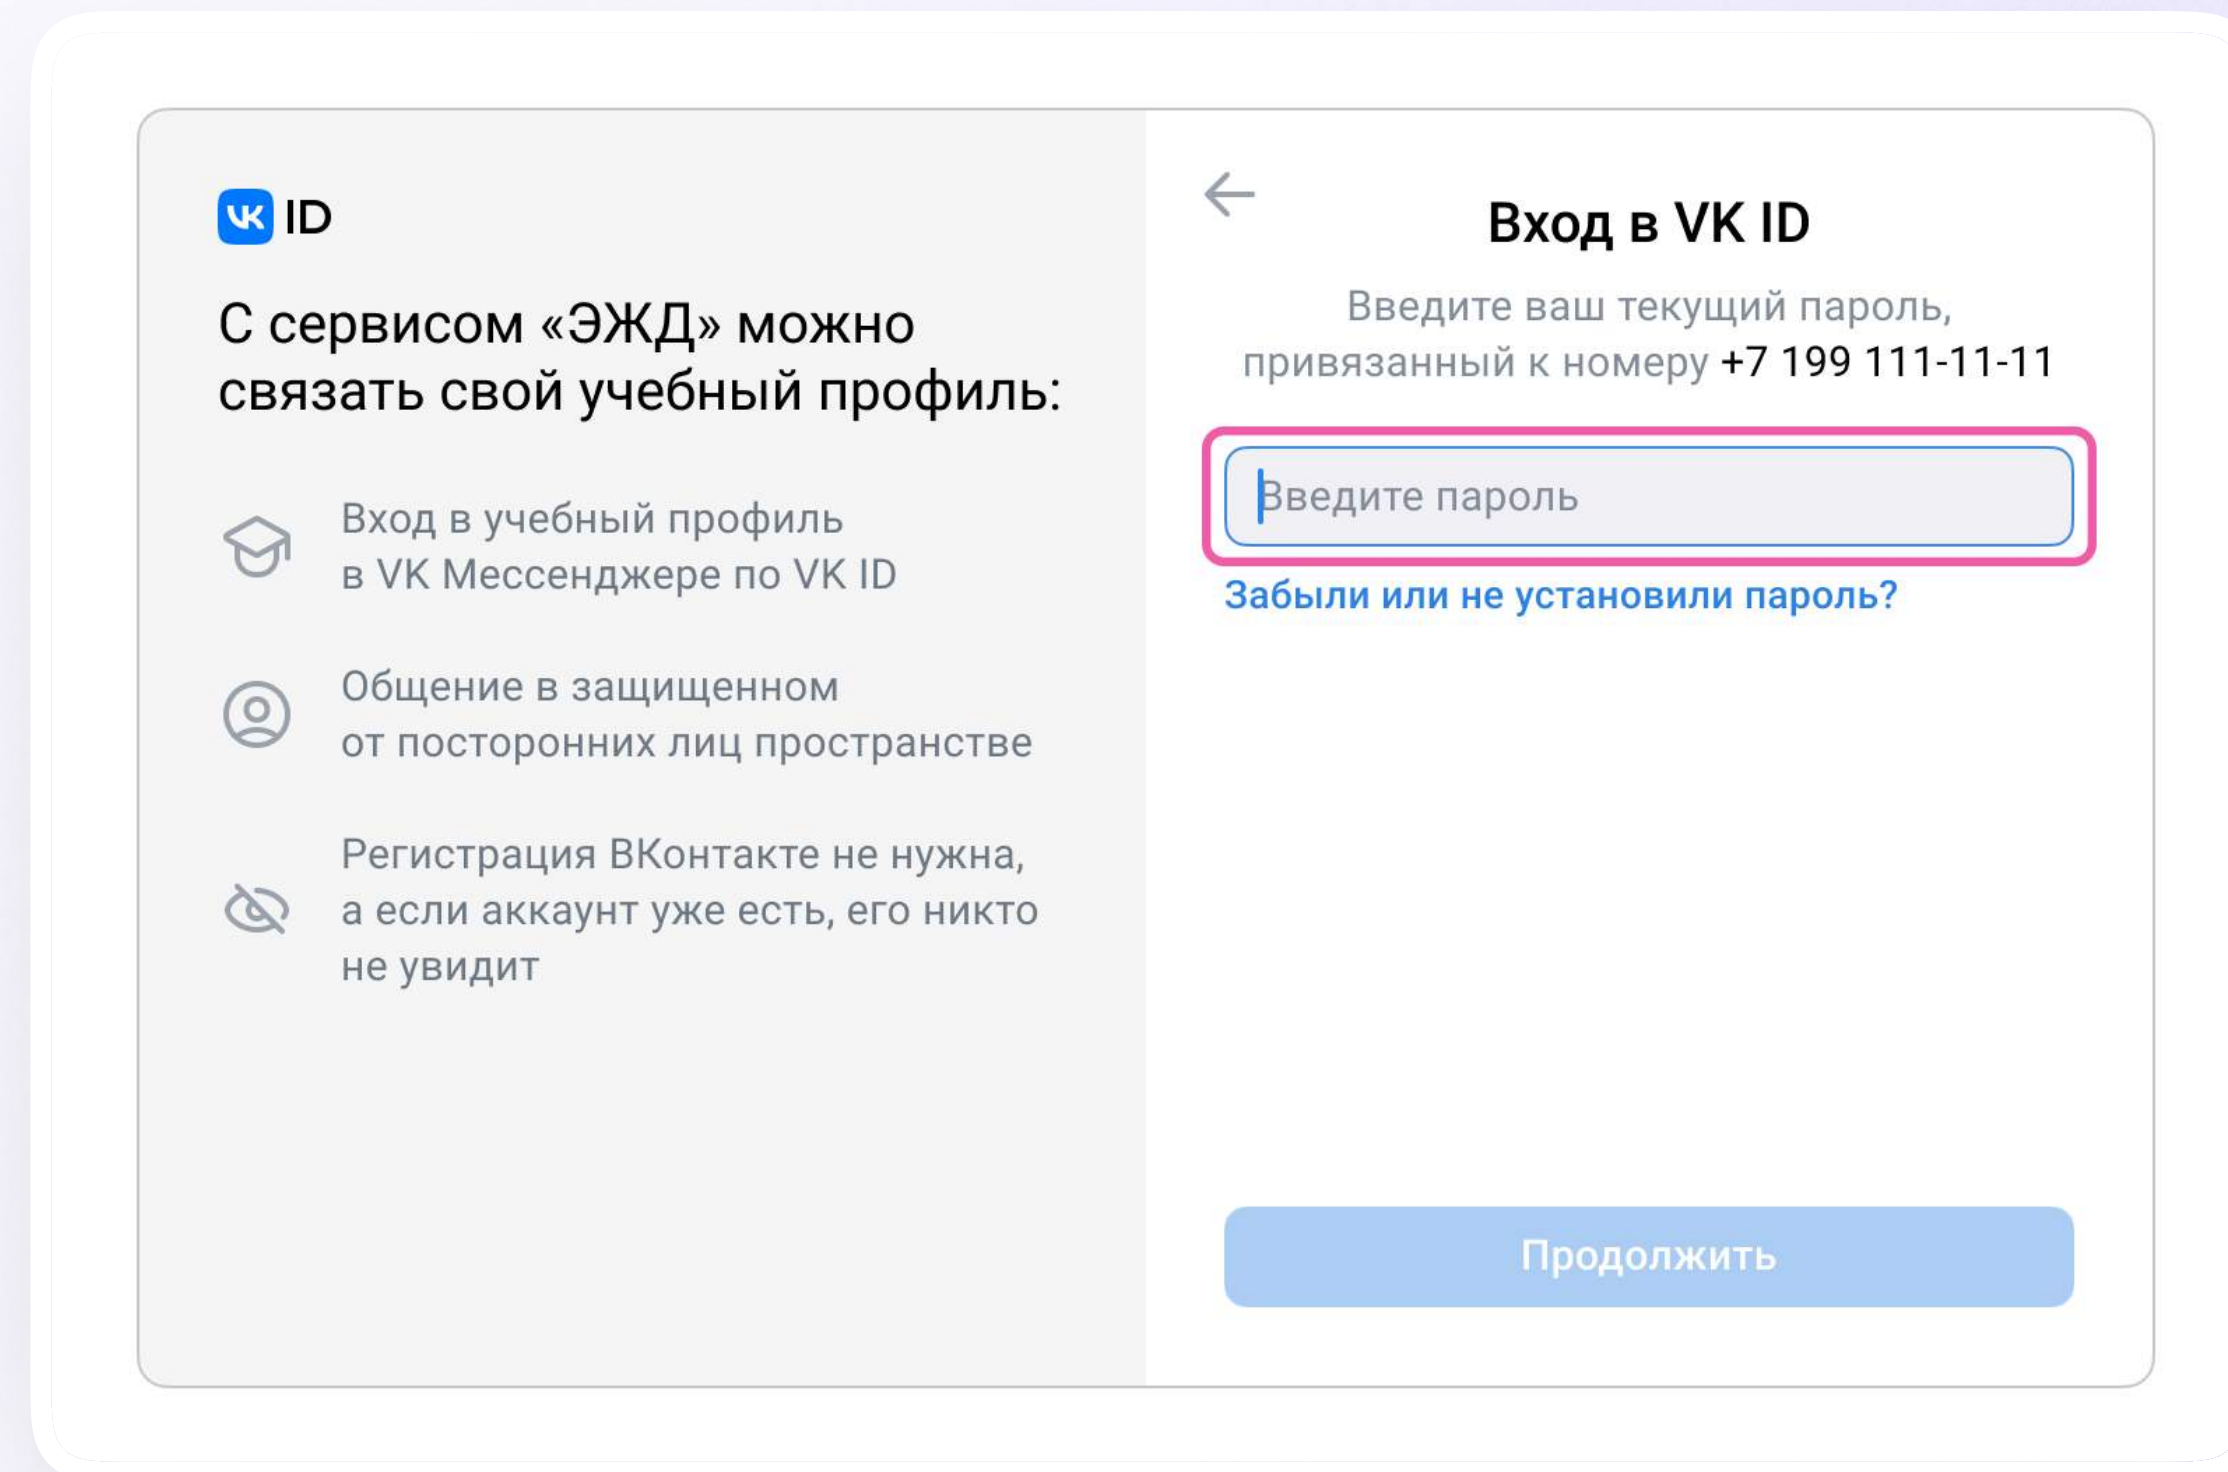 VK ID
С сервисом «ЭЖД» можно
связать свой учебный профиль:
Вход в учебный профиль
в VK Мессенджере по VK ID
Общение в защищенном
от посторонних лиц пространстве
Регистрация ВКонтакте не нужна,
а если аккаунт уже есть, его никто
не увидит
Вход в VK ID
Введите ваш текущий пароль,
привязанный к номеру +7 199 111-11-11
Введите пароль
Забыли или не установили пароль?
Продолжить